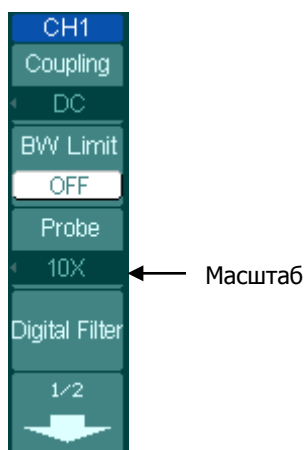 CH1
Coupling
DC
BW Limit
OFF
Probe
10X
Масштаб
Digital Filter
1/2